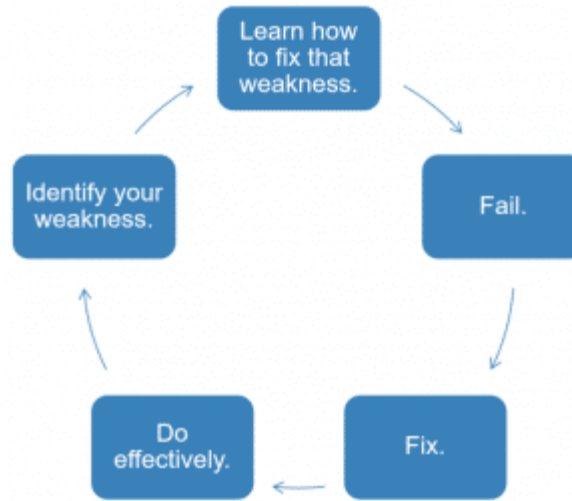 Learn how
to fix that
weakness.
Identify your
weakness.
Fail.
Do
effectively.
Fix.